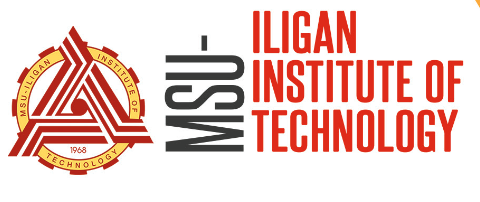 MSU-ILIGAN INSTITUTE OF
TECHNOLOGY
1968
MSU-
ILIGAN
INSTITUTE OF
TECHNOLOGY